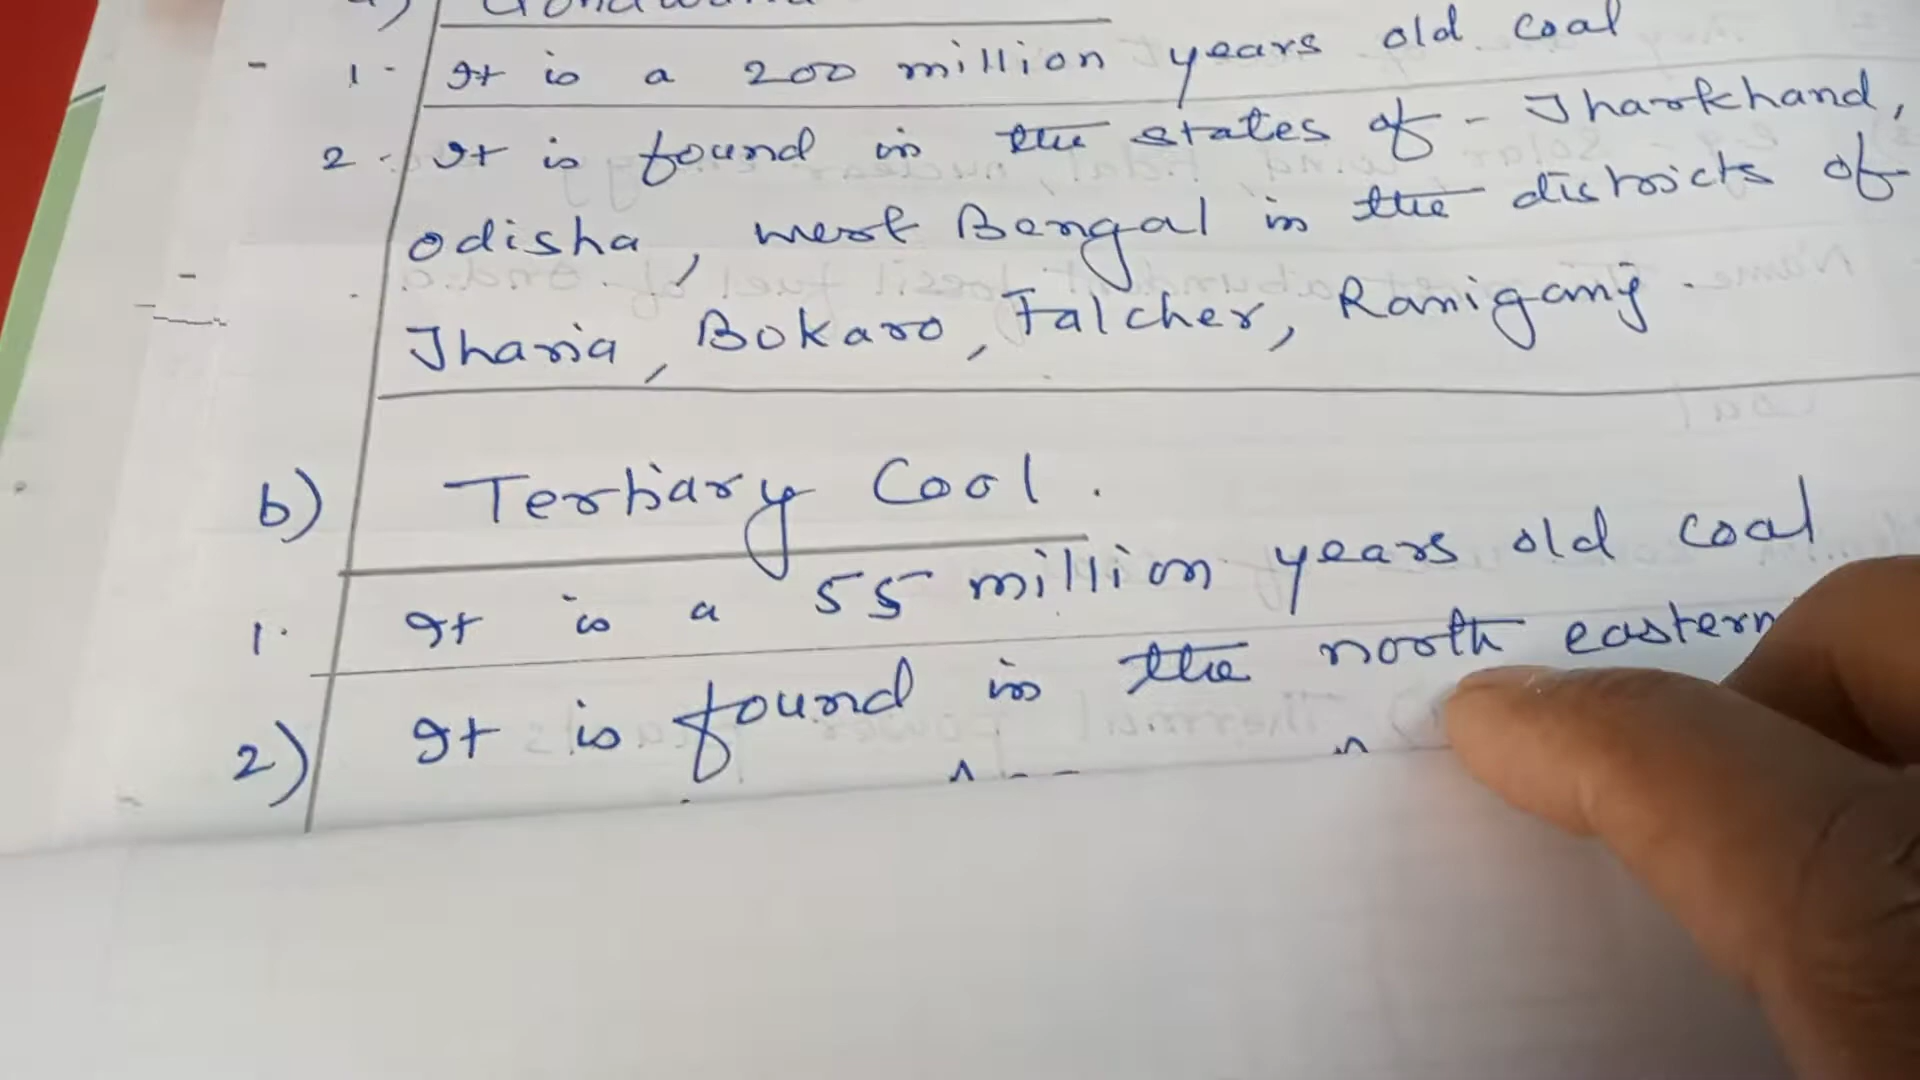 a) Gondwana
1. It is a 200 million years old coal
2. It is found in the states of - Jharkhand,
odisha, west Bengal in the districts of
Jharia, Bokaro, Talcher, Raniganj.
b) Tertiary Cool.
1. It is a 55 million years old coal
2) It is found in the north eastern